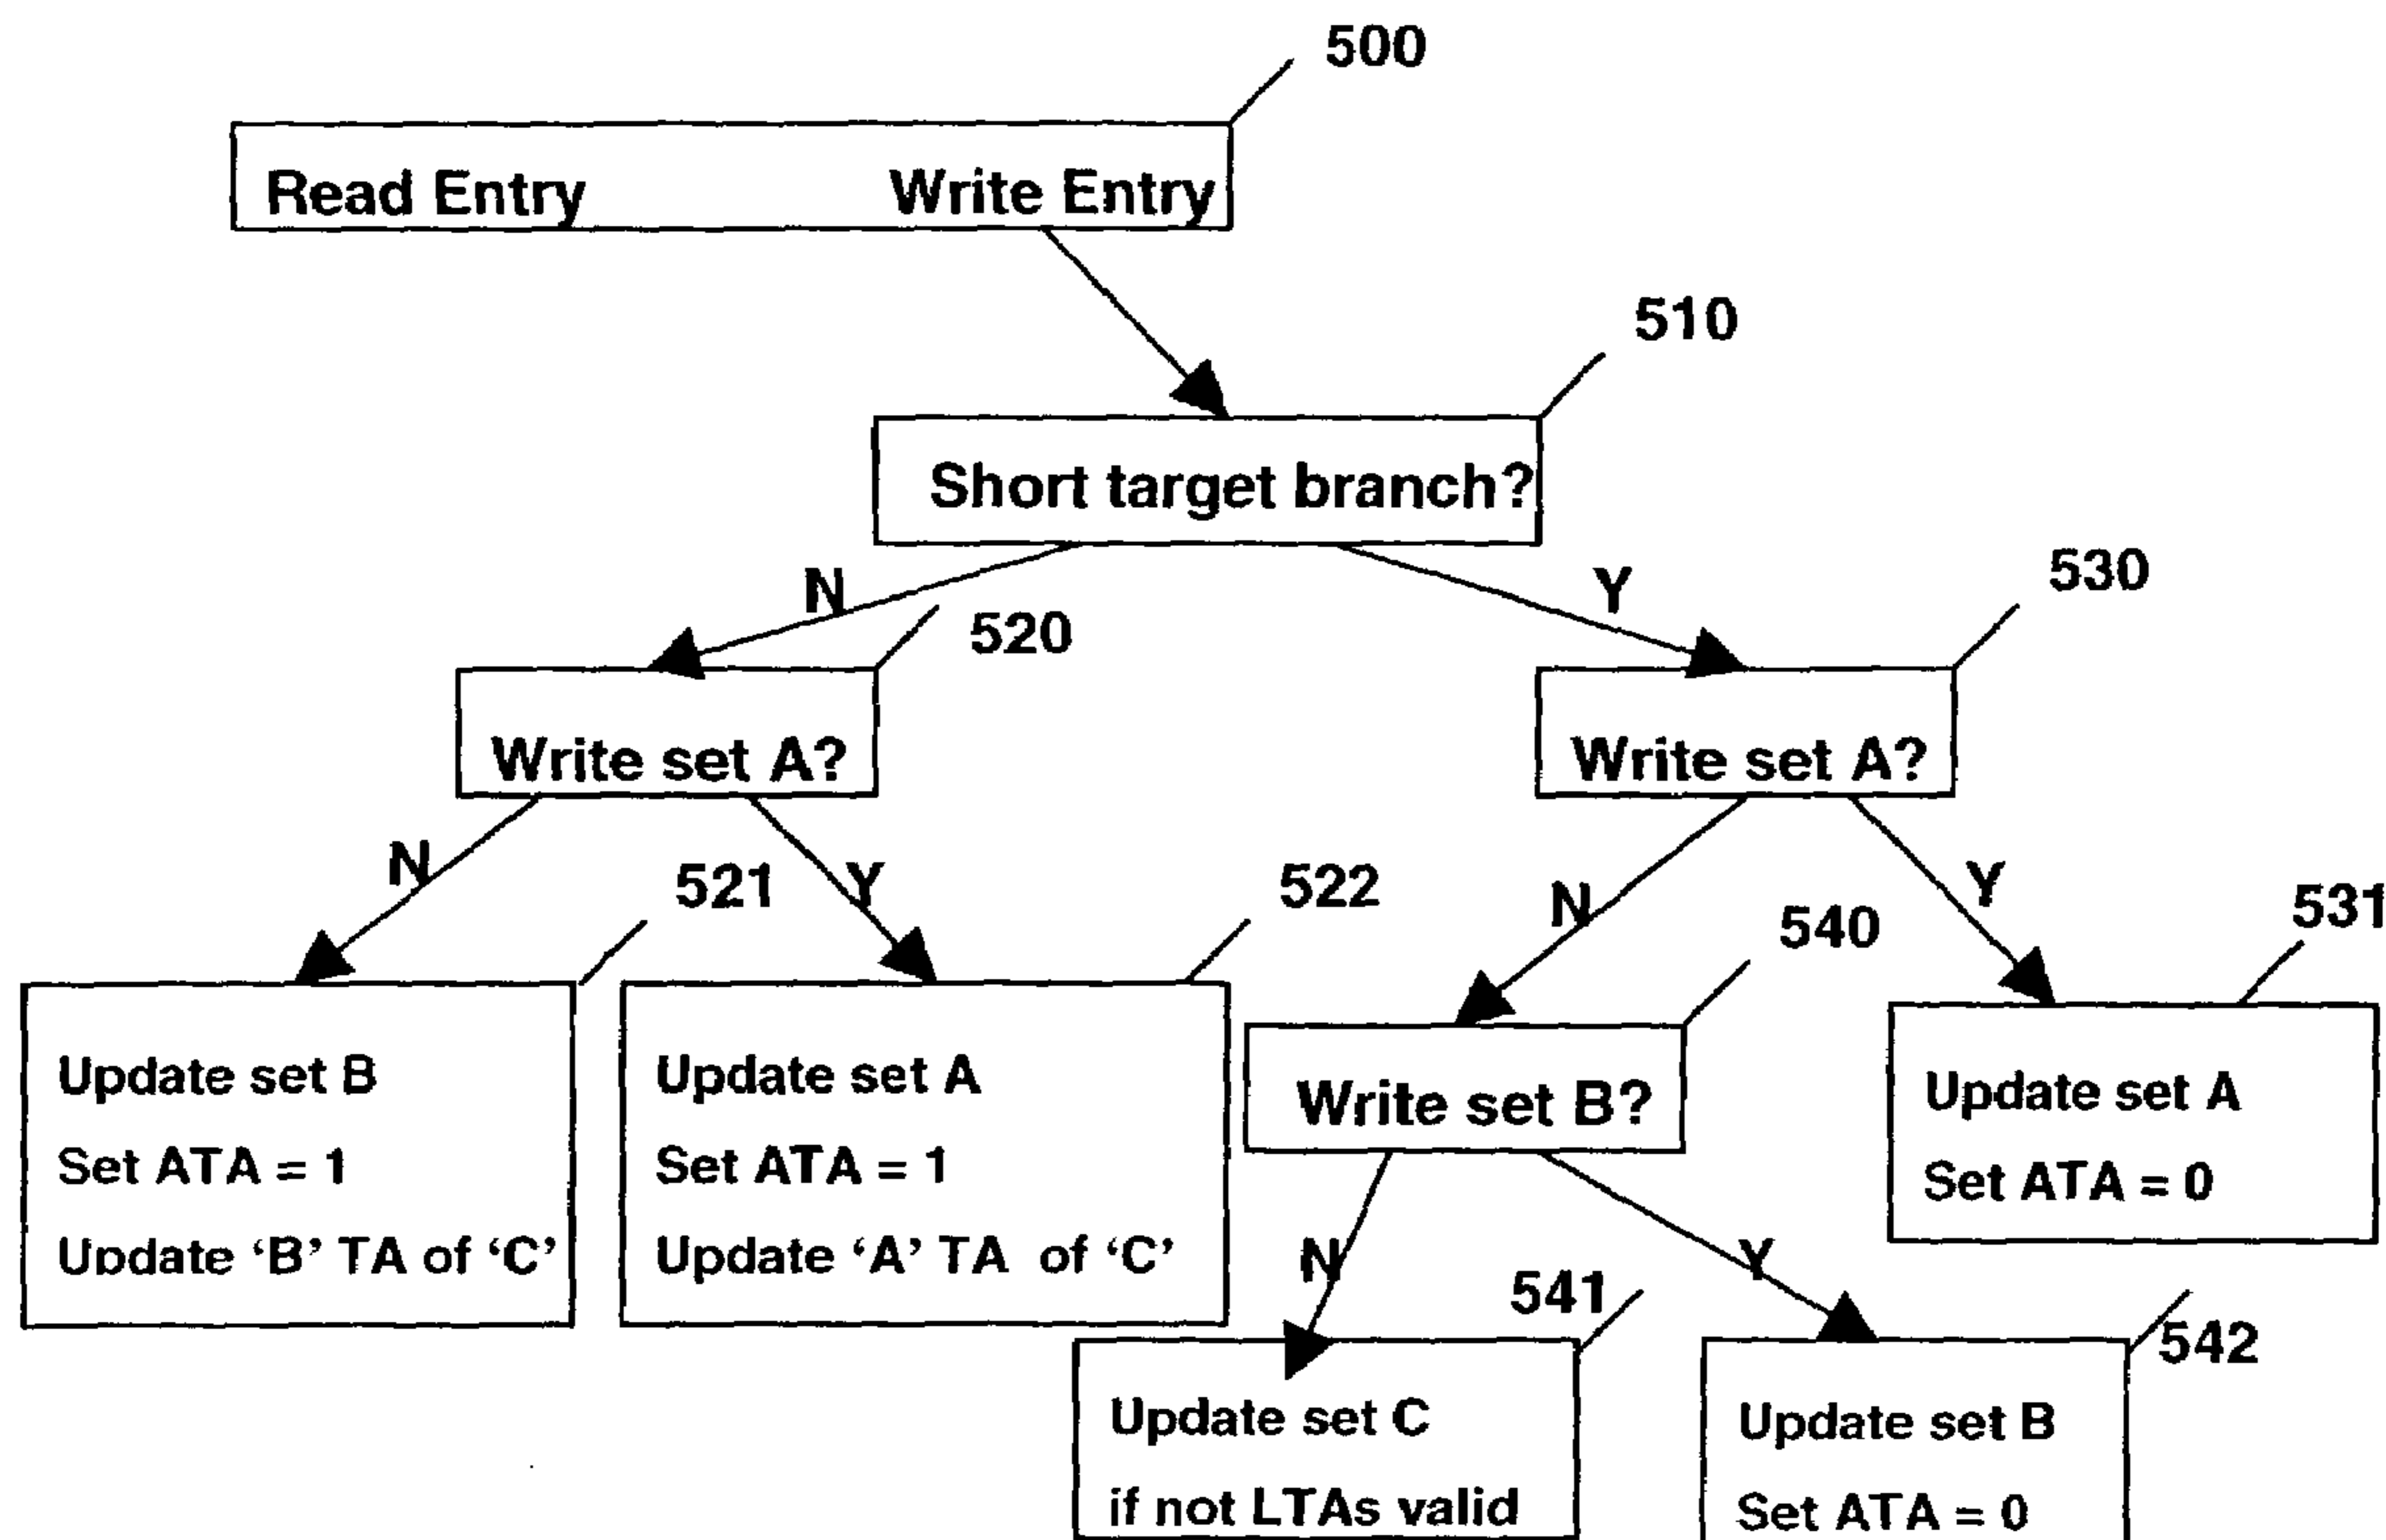 500
Read Entry Write Entry
510
Short target branch?
N Y
530
520
Write set A?
Write set A?
N Y
521
522
N Y
540
531
Update set B
Set ATA = 1
Update ‘B’ TA of ‘C’
Update set A
Set ATA = 1
Update ‘A’ TA of ‘C’
Write set B?
Update set A
Set ATA = 0
N Y
541
542
Update set C
if not LTAs valid
Update set B
Set ATA = 0